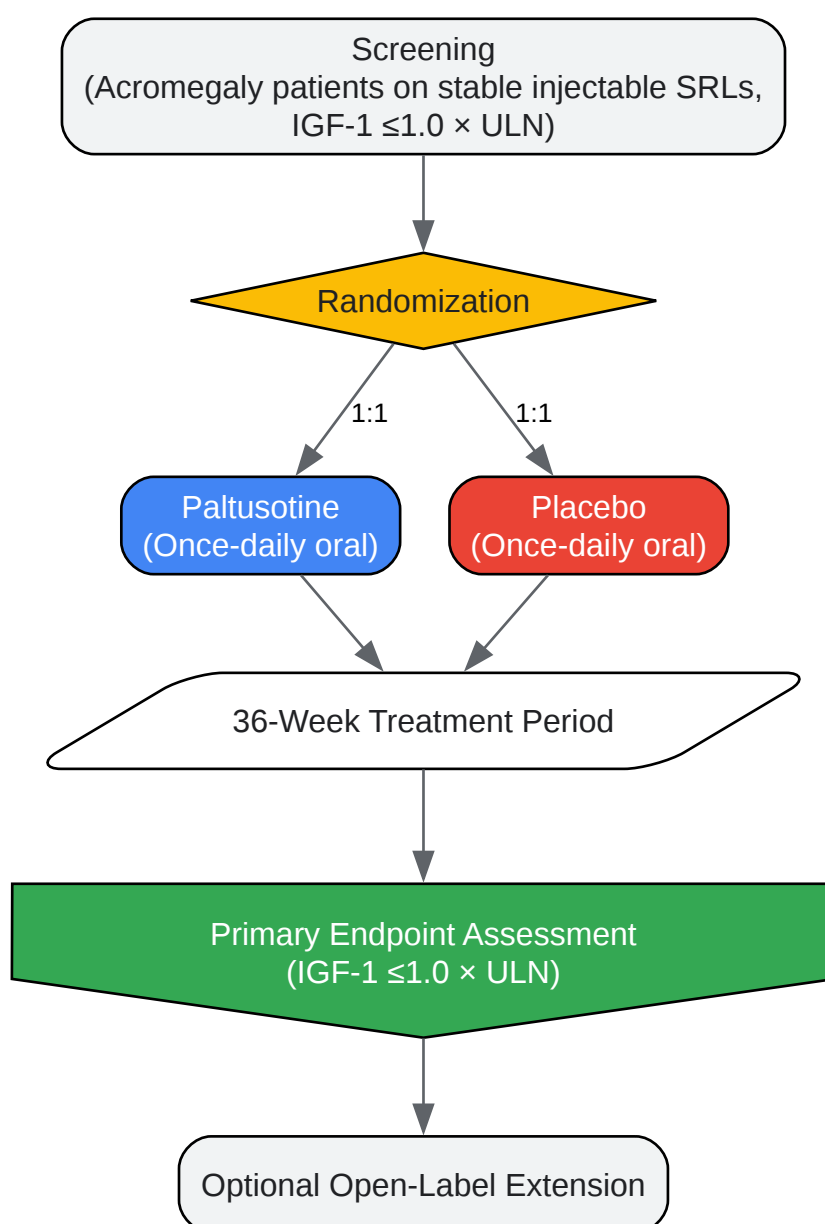 Screening
(Acromegaly patients on stable injectable SRLs,
IGF-1 ≤1.0 × ULN)
Randomization
1:1
1:1
Paltusotine
(Once-daily oral)
Placebo
(Once-daily oral)
36-Week Treatment Period
Primary Endpoint Assessment
(IGF-1 ≤1.0 × ULN)
Optional Open-Label Extension